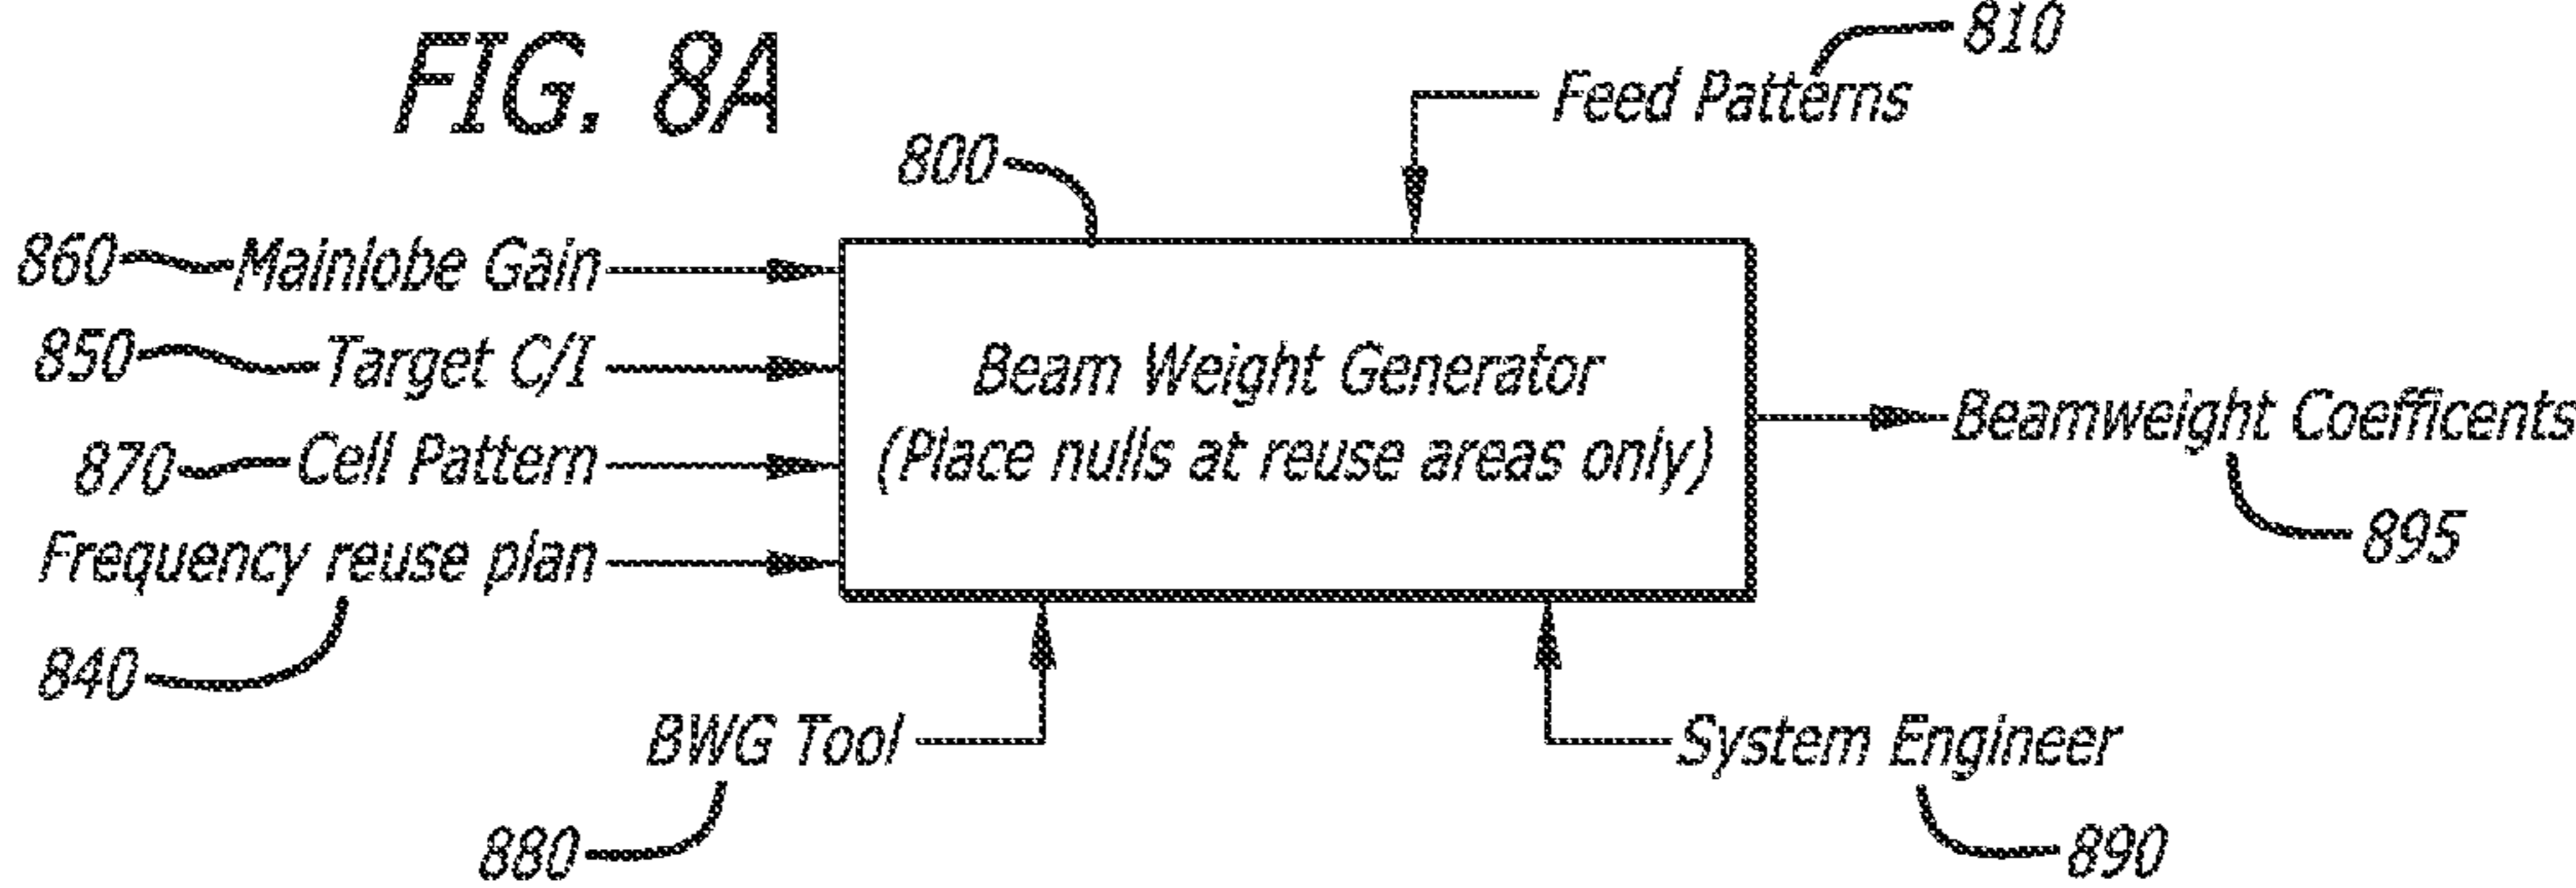 FIG. 8A
810
Feed Patterns
800
860 Mainlobe Gain
850 Target C/I
870 Cell Pattern
Frequency reuse plan
840
Beam Weight Generator
(Place nulls at reuse areas only)
Beamweight Coefficents
895
BWG Tool
880
System Engineer
890